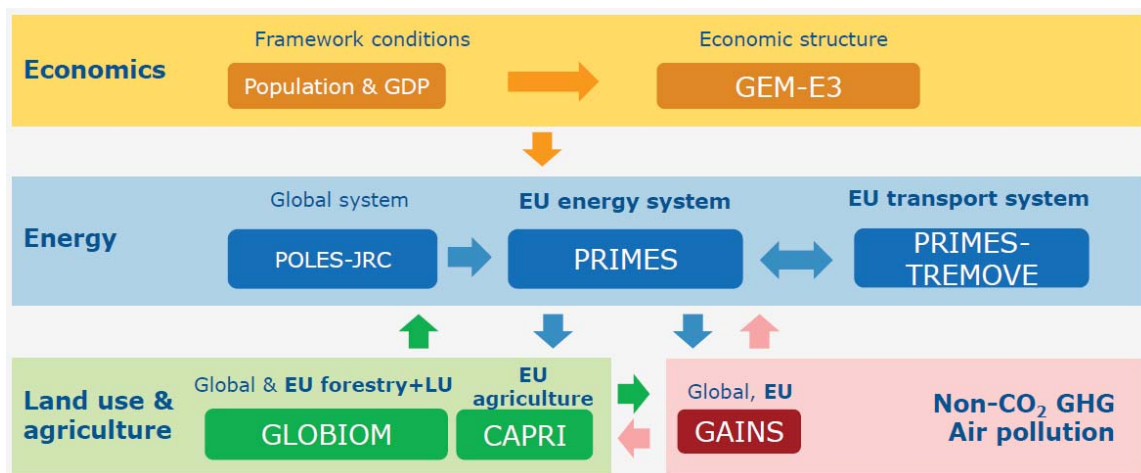 Framework conditions
Economic structure
Economics
Population & GDP
GEM-E3
Global system
EU energy system
EU transport system
Energy
POLES-JRC
PRIMES
PRIMES-
TREMOVE
Land use &
agriculture
Global & EU forestry+LU
EU
agriculture
GLOBIOM
CAPRI
Global, EU
GAINS
Non-CO₂ GHG
Air pollution